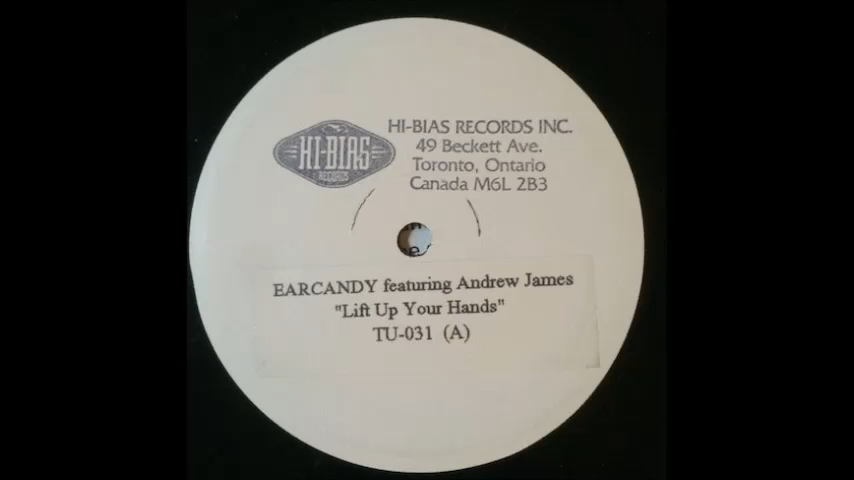 HI-BIAS
RECORDS
HI-BIAS RECORDS INC.
49 Beckett Ave.
Toronto, Ontario
Canada M6L 2B3
EARCANDY featuring Andrew James
"Lift Up Your Hands"
TU-031 (A)